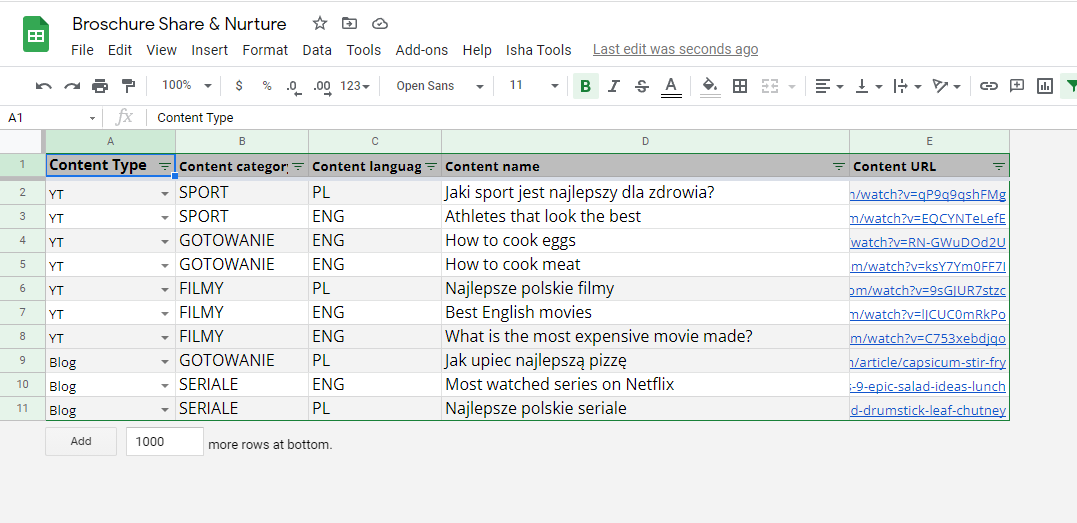 Broschure Share & Nurture
File Edit View Insert Format Data Tools Add-ons Help Isha Tools Last edit was seconds ago
100% $ % .0 .00 123 Open Sans 11 B I S A
A1 fx Content Type
A B C D E
1 Content Type Content category Content languag Content name Content URL
2 YT SPORT PL Jaki sport jest najlepszy dla zdrowia? n/watch?v=qP9q9qshFMg
3 YT SPORT ENG Athletes that look the best m/watch?v=EQCYNTeLefE
4 YT GOTOWANIE ENG How to cook eggs watch?v=RN-GWuDOd2U
5 YT GOTOWANIE ENG How to cook meat m/watch?v=ksY7Ym0FF7I
6 YT FILMY PL Najlepsze polskie filmy om/watch?v=9sGJUR7stzc
7 YT FILMY ENG Best English movies m/watch?v=lJCUC0mRkPo
8 YT FILMY ENG What is the most expensive movie made? m/watch?v=C753xebdjqo
9 Blog GOTOWANIE PL Jak upiec najlepszą pizzę /article/capsicum-stir-fry
10 Blog SERIALE ENG Most watched series on Netflix -9-epic-salad-ideas-lunch
11 Blog SERIALE PL Najlepsze polskie seriale d-drumstick-leaf-chutney
Add 1000 more rows at bottom.